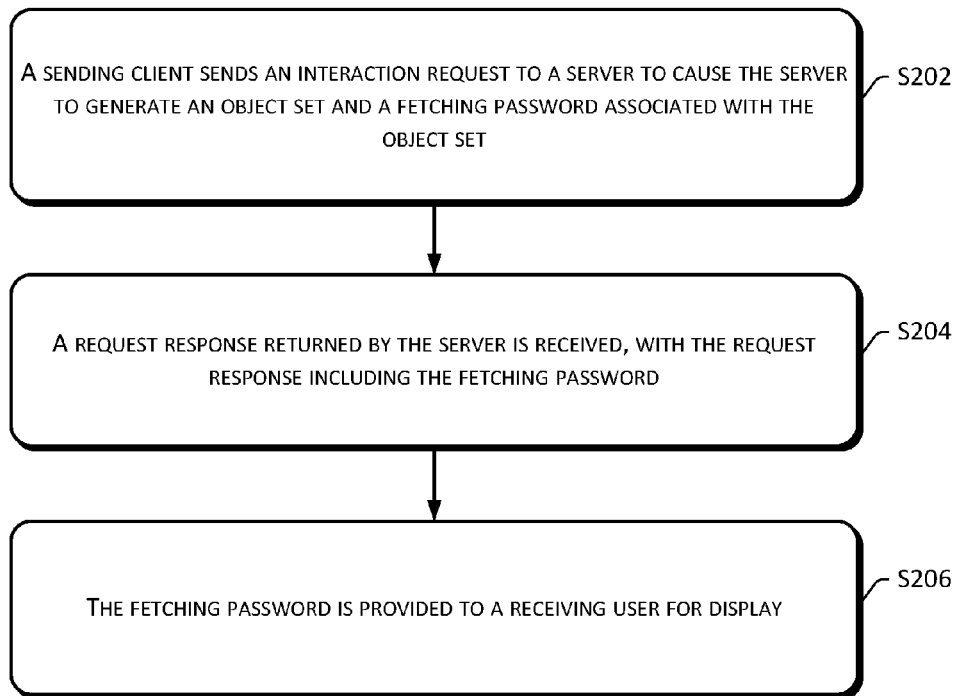 A SENDING CLIENT SENDS AN INTERACTION REQUEST TO A SERVER TO CAUSE THE SERVER
TO GENERATE AN OBJECT SET AND A FETCHING PASSWORD ASSOCIATED WITH THE
OBJECT SET
S202
A REQUEST RESPONSE RETURNED BY THE SERVER IS RECEIVED, WITH THE REQUEST
RESPONSE INCLUDING THE FETCHING PASSWORD
S204
THE FETCHING PASSWORD IS PROVIDED TO A RECEIVING USER FOR DISPLAY
S206